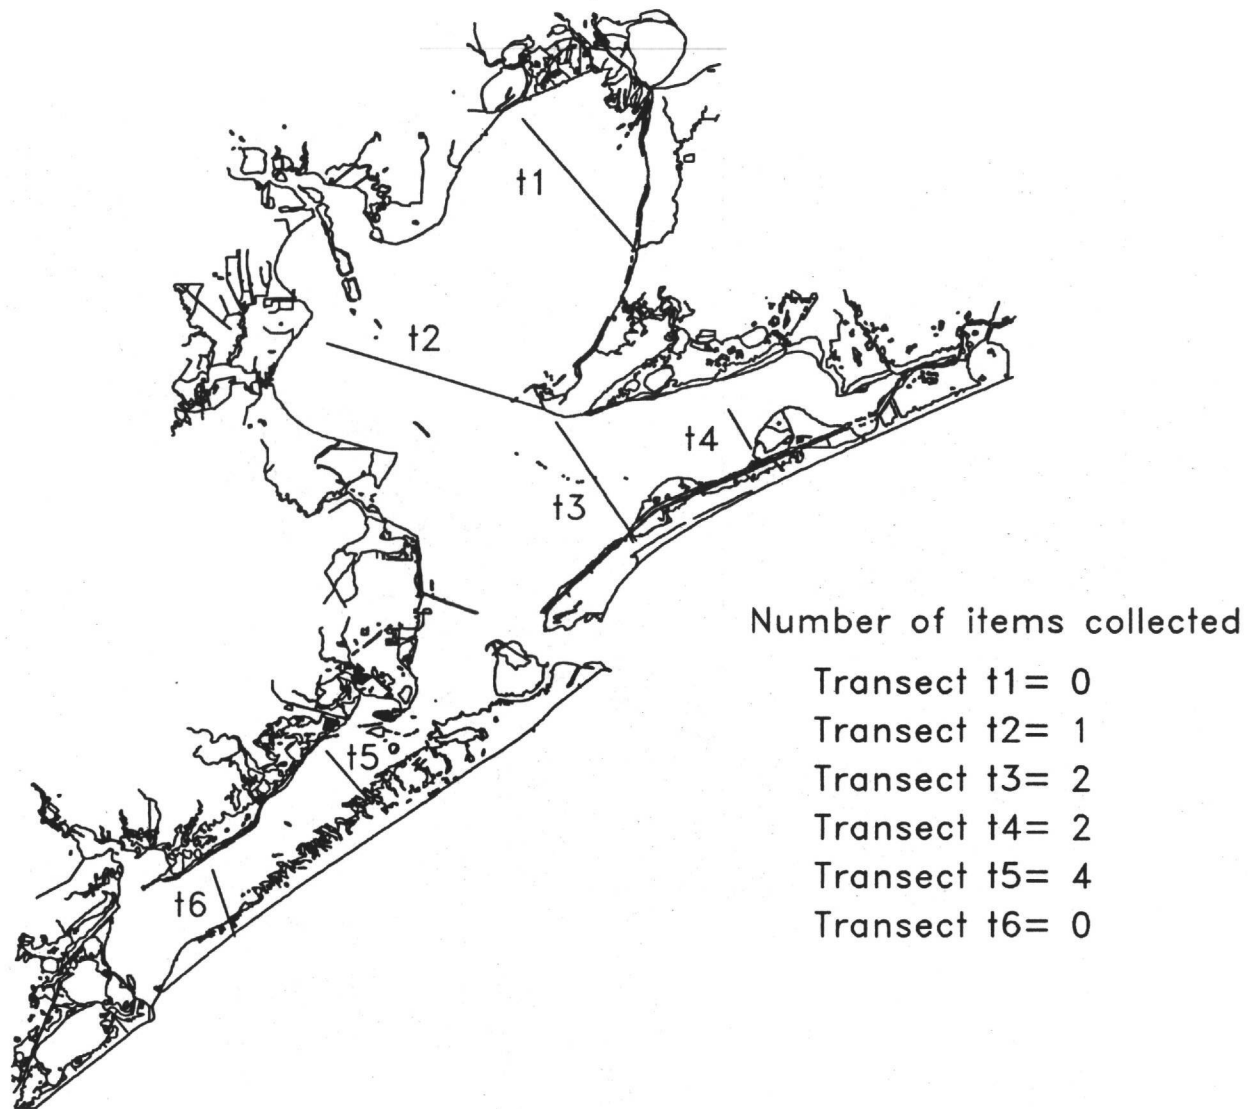 t1
t2
t4
t3
Number of items collected
Transect t1= 0
Transect t2= 1
Transect t3= 2
t5
Transect t4= 2
Transect t5= 4
t6
Transect t6= 0